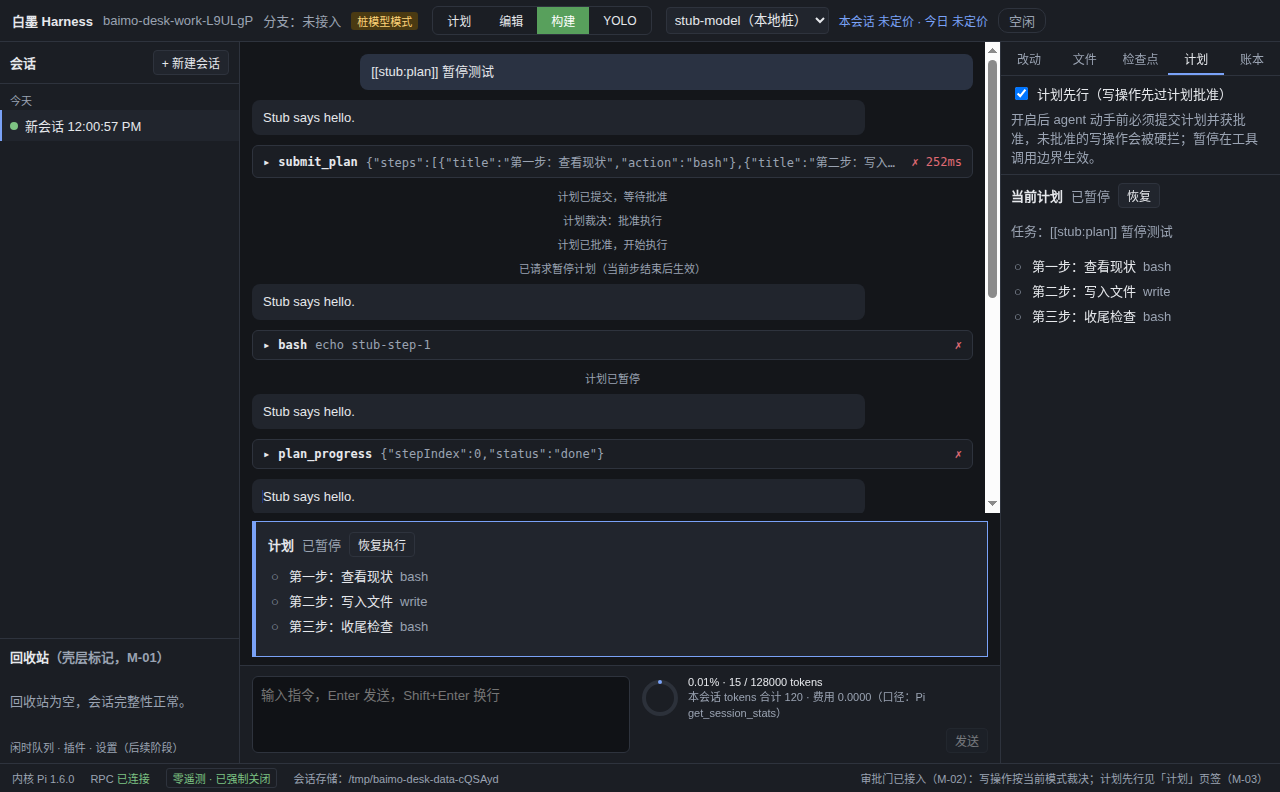 白墨 Harness baimo-desk-work-L9ULgP 分支：未接入 桩模型模式 计划 编辑 构建 YOLO stub-model（本地桩） 本会话 未定价 · 今日 未定价 空闲
会话 + 新建会话
今天
新会话 12:00:57 PM
回收站（壳层标记，M-01）
回收站为空，会话完整性正常。
闲时队列 · 插件 · 设置（后续阶段）
[[stub:plan]] 暂停测试
Stub says hello.
▸ submit_plan {"steps":[{"title":"第一步：查看现状","action":"bash"},{"title":"第二步：写入… ✗ 252ms
计划已提交，等待批准
计划裁决：批准执行
计划已批准，开始执行
已请求暂停计划（当前步结束后生效）
Stub says hello.
▸ bash echo stub-step-1 ✗
计划已暂停
Stub says hello.
▸ plan_progress {"stepIndex":0,"status":"done"} ✗
Stub says hello.
计划 已暂停 恢复执行
○ 第一步：查看现状 bash
○ 第二步：写入文件 write
○ 第三步：收尾检查 bash
输入指令，Enter 发送，Shift+Enter 换行
0.01% · 15 / 128000 tokens
本会话 tokens 合计 120 · 费用 0.0000（口径：Pi
get_session_stats）
发送
改动 文件 检查点 计划 账本
计划先行（写操作先过计划批准）
开启后 agent 动手前必须提交计划并获批
准，未批准的写操作会被硬拦；暂停在工具
调用边界生效。
当前计划 已暂停 恢复
任务：[[stub:plan]] 暂停测试
○ 第一步：查看现状 bash
○ 第二步：写入文件 write
○ 第三步：收尾检查 bash
内核 Pi 1.6.0 RPC 已连接 零遥测 · 已强制关闭 会话存储：/tmp/baimo-desk-data-cQSAyd 审批门已接入（M-02）：写操作按当前模式裁决；计划先行见「计划」页签（M-03）